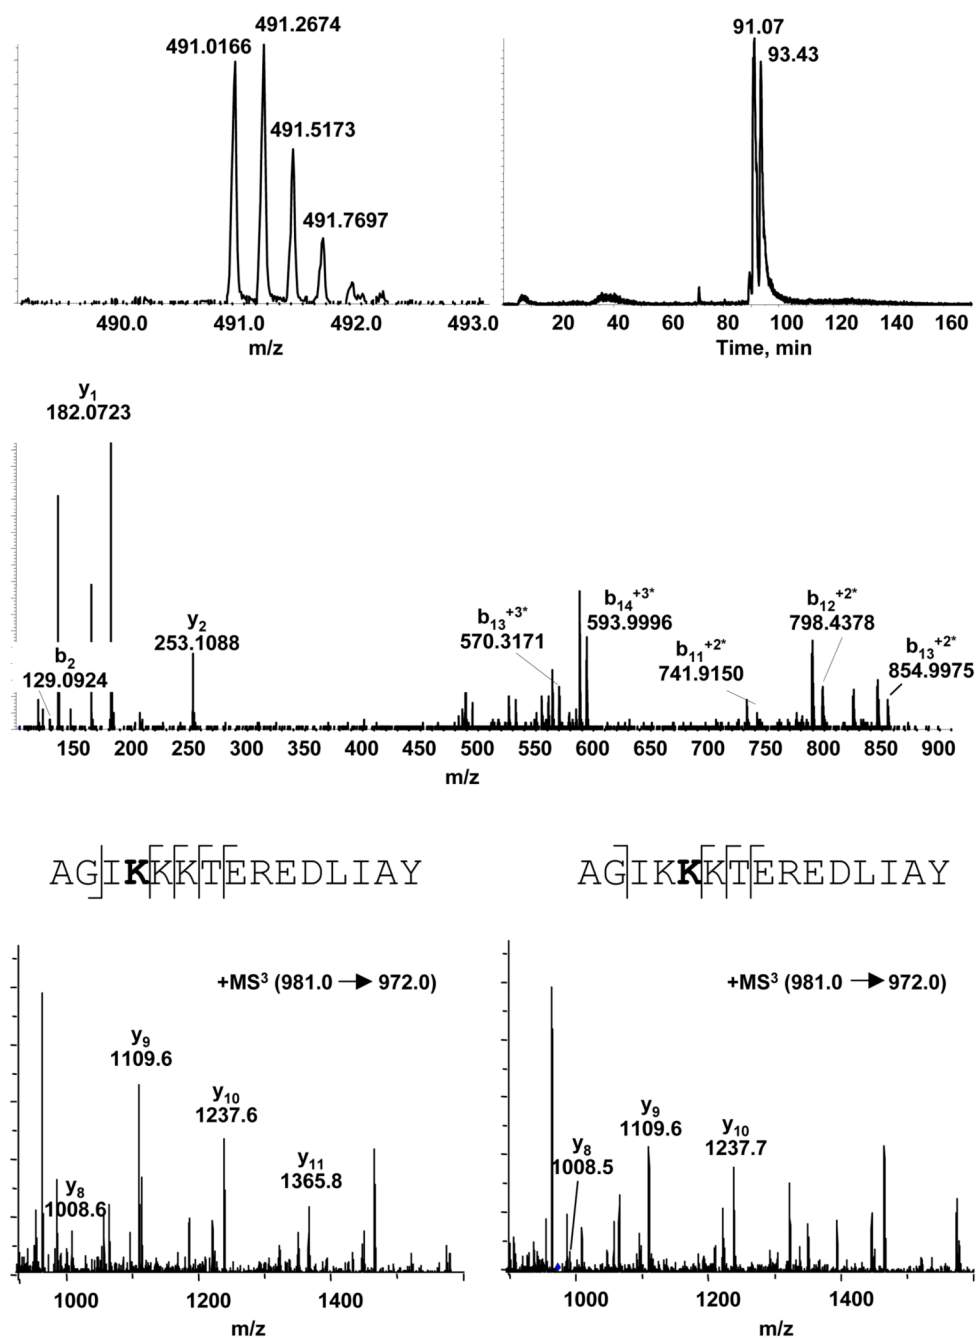 491.0166
491.2674
491.5173
491.7697
490.0 491.0 492.0 493.0
m/z
91.07
93.43
20 40 60 80 100 120 140 160
Time, min
y1
182.0723
b2
129.0924
y2
253.1088
b13+3*
570.3171
b14+3*
593.9996
b11+2*
741.9150
b12+2*
798.4378
b13+2*
854.9975
150 200 250 300 350 400 450 500 550 600 650 700 750 800 850 900
m/z
AGIKKKTEREDLIAY
AGIKKKTEREDLIAY
+MS3 (981.0 → 972.0)
y9
1109.6
y10
1237.6
y11
1365.8
y8
1008.6
1000 1200 1400
m/z
+MS3 (981.0 → 972.0)
y9
1109.6
y10
1237.7
y8
1008.5
1000 1200 1400
m/z